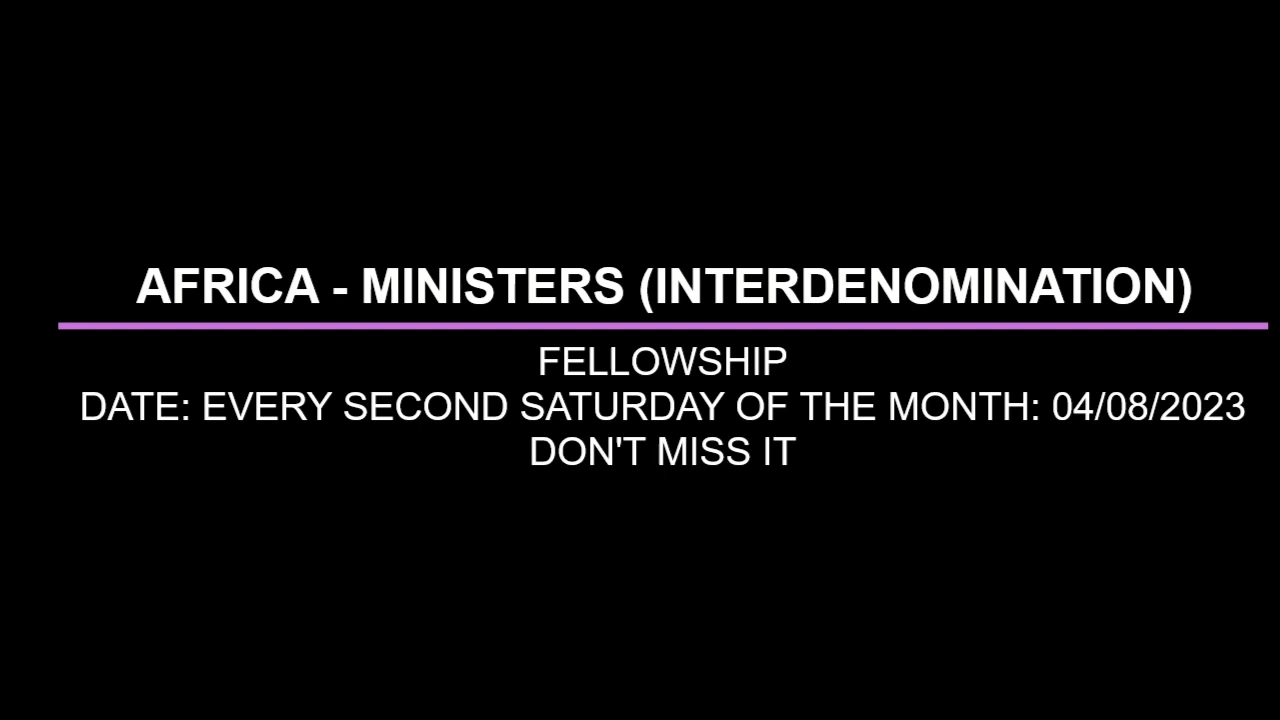 AFRICA - MINISTERS (INTERDENOMINATION)
FELLOWSHIP
DATE: EVERY SECOND SATURDAY OF THE MONTH: 04/08/2023
DON'T MISS IT